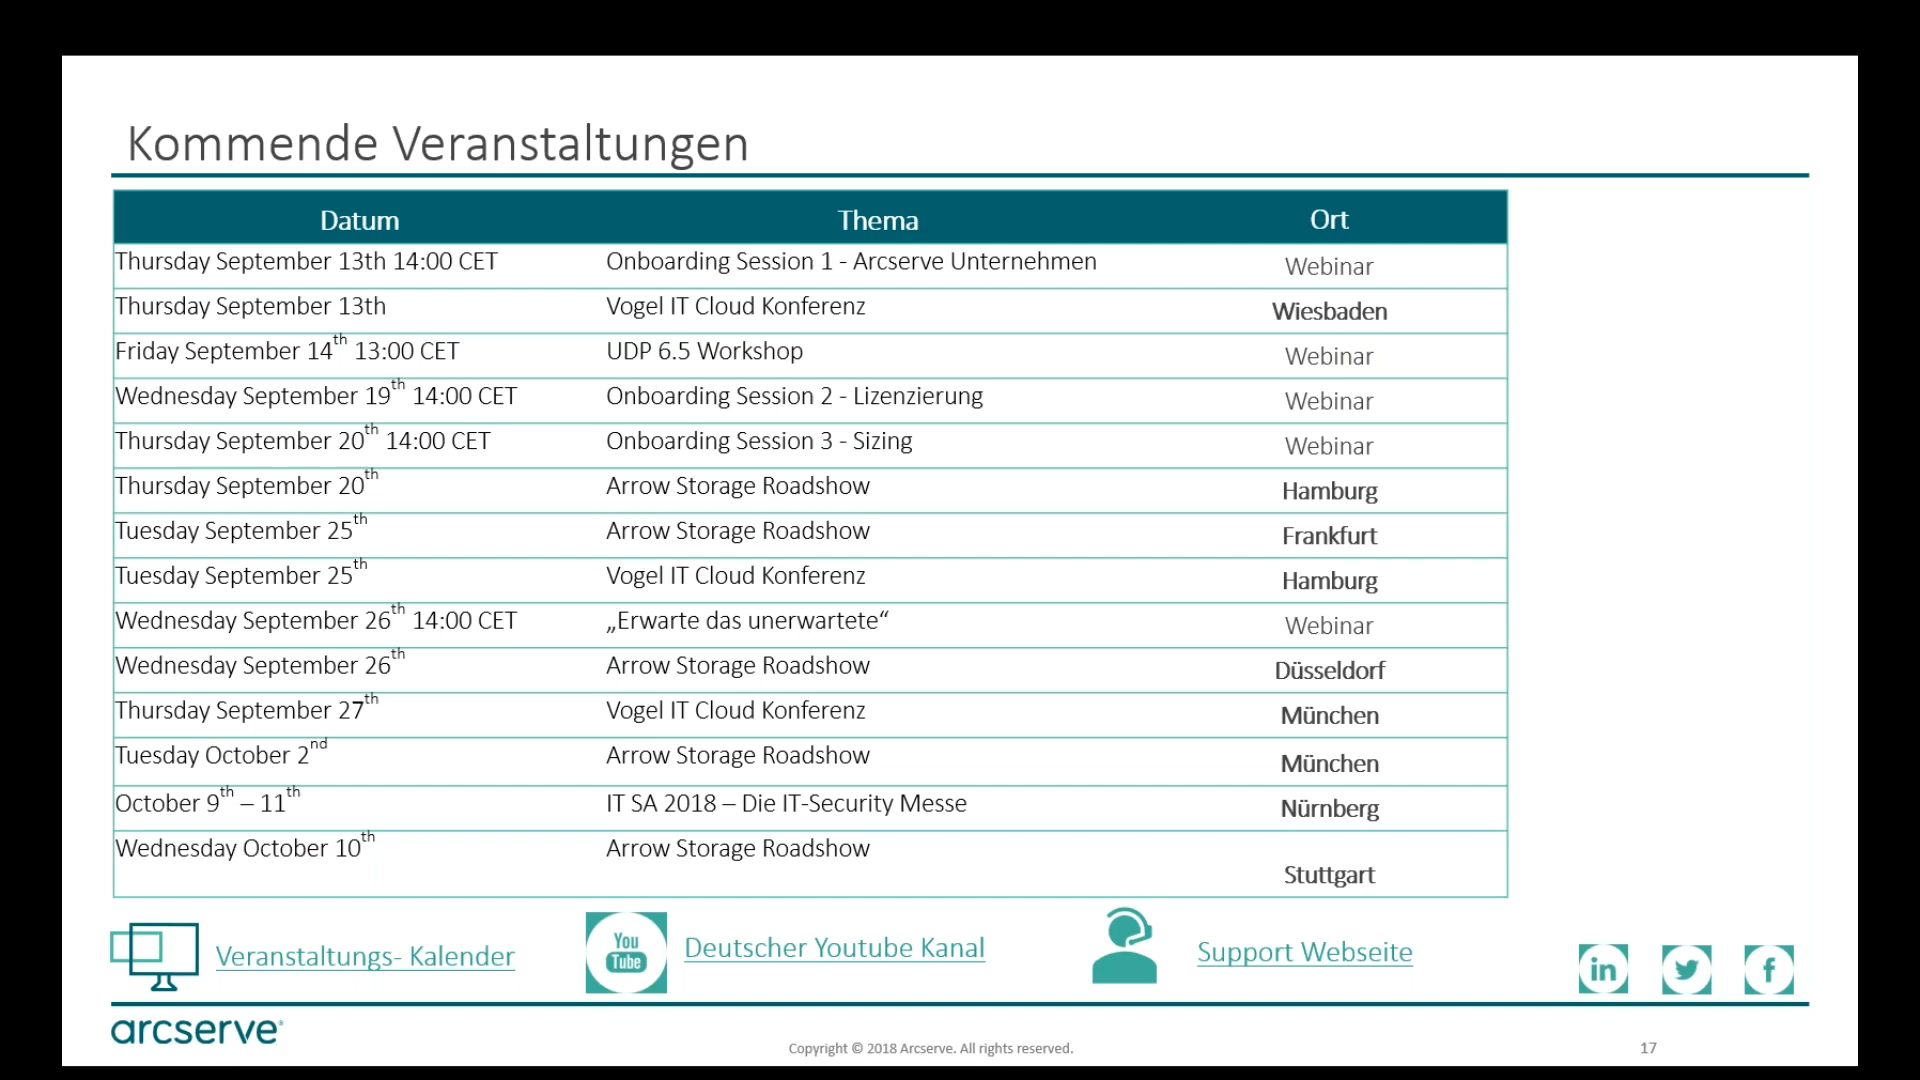 Kommende Veranstaltungen
Datum Thema Ort
Thursday September 13th 14:00 CET Onboarding Session 1 - Arcserve Unternehmen Webinar
Thursday September 13th Vogel IT Cloud Konferenz Wiesbaden
Friday September 14th 13:00 CET UDP 6.5 Workshop Webinar
Wednesday September 19th 14:00 CET Onboarding Session 2 - Lizenzierung Webinar
Thursday September 20th 14:00 CET Onboarding Session 3 - Sizing Webinar
Thursday September 20th Arrow Storage Roadshow Hamburg
Tuesday September 25th Arrow Storage Roadshow Frankfurt
Tuesday September 25th Vogel IT Cloud Konferenz Hamburg
Wednesday September 26th 14:00 CET „Erwarte das unerwartete“ Webinar
Wednesday September 26th Arrow Storage Roadshow Düsseldorf
Thursday September 27th Vogel IT Cloud Konferenz München
Tuesday October 2nd Arrow Storage Roadshow München
October 9th – 11th IT SA 2018 – Die IT-Security Messe Nürnberg
Wednesday October 10th Arrow Storage Roadshow Stuttgart
Veranstaltungs- Kalender You Tube Deutscher Youtube Kanal Support Webseite in f
arcserve®
Copyright © 2018 Arcserve. All rights reserved. 17